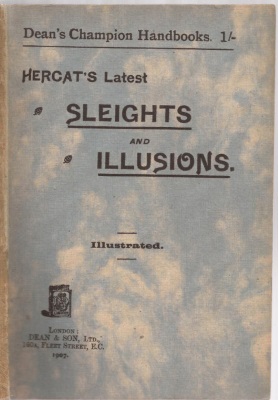 Dean's Champion Handbooks. 1/-
HERCAT'S Latest
SLEIGHTS
AND
ILLUSIONS.
Illustrated.
LONDON:
DEAN & SON, LTD.,
160A, FLEET STREET, E.C.
1907.